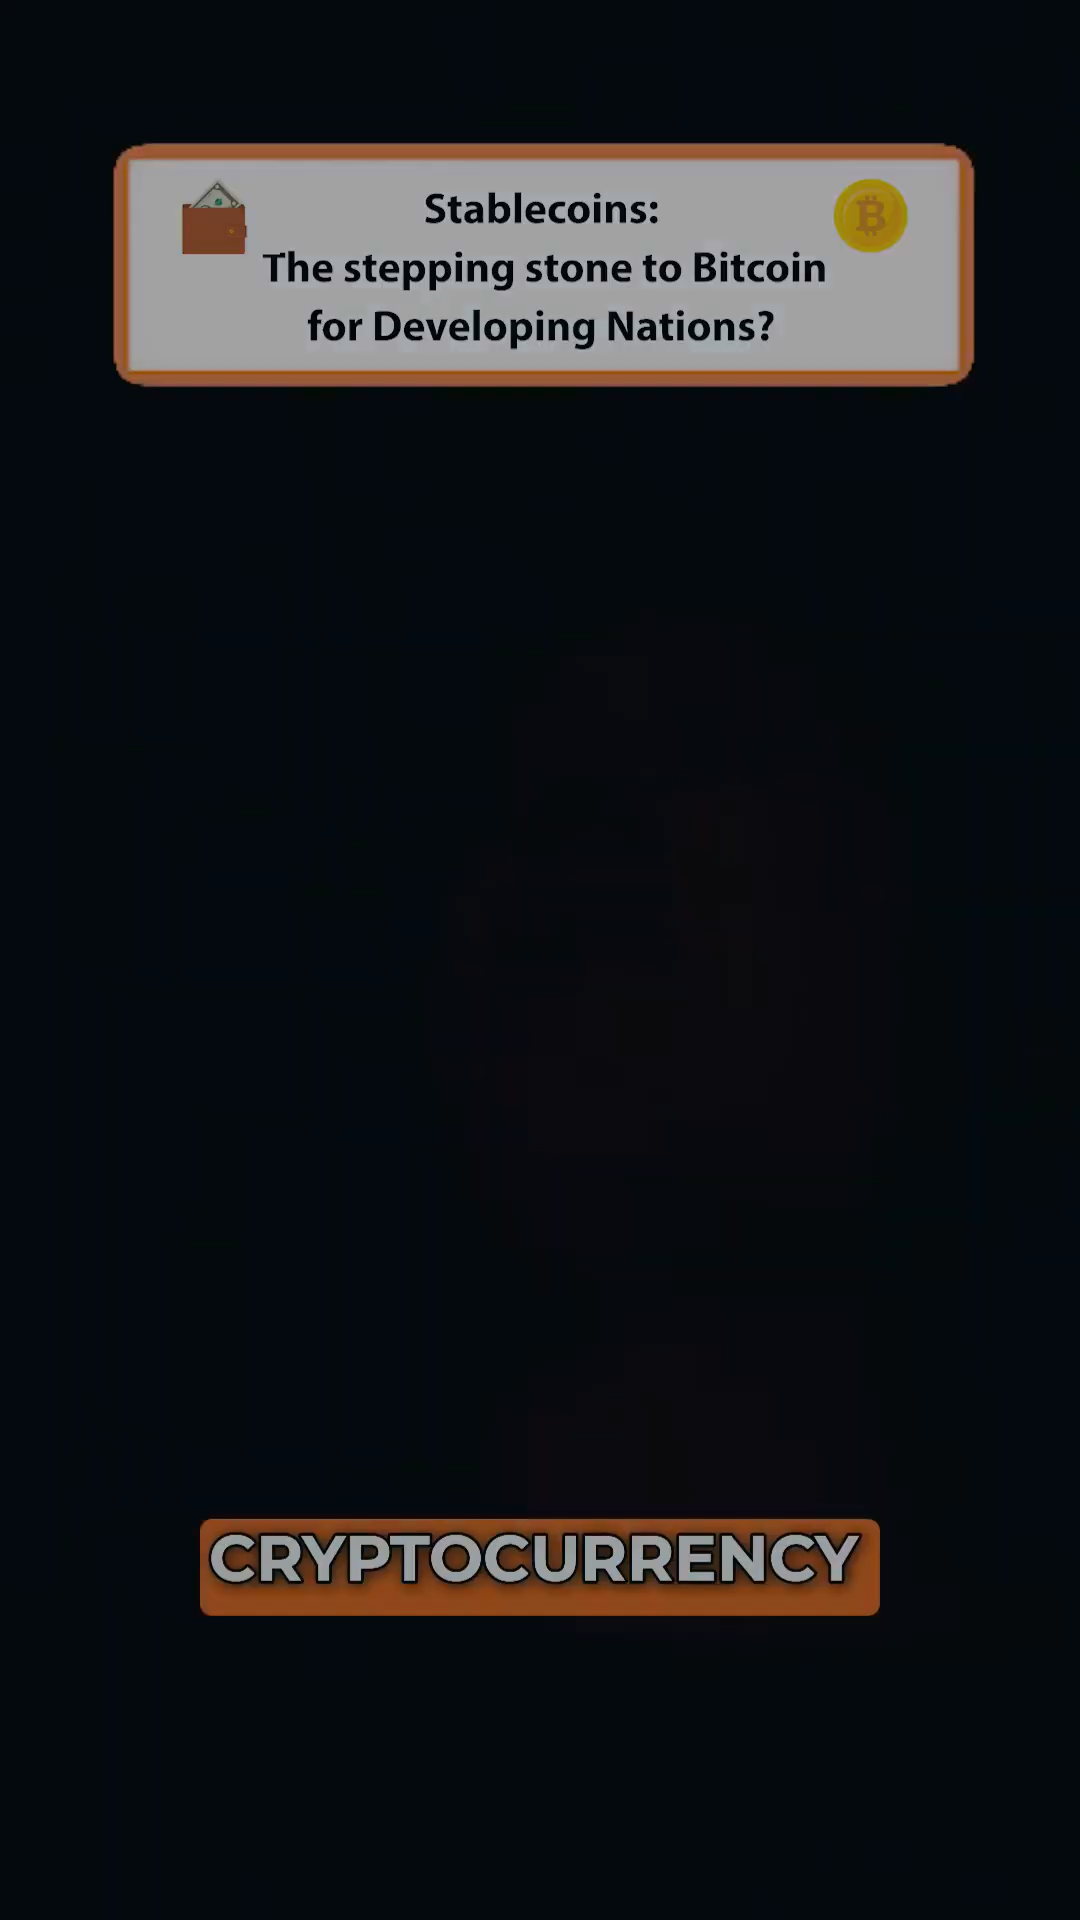 Stablecoins:
The stepping stone to Bitcoin
for Developing Nations?
CRYPTOCURRENCY